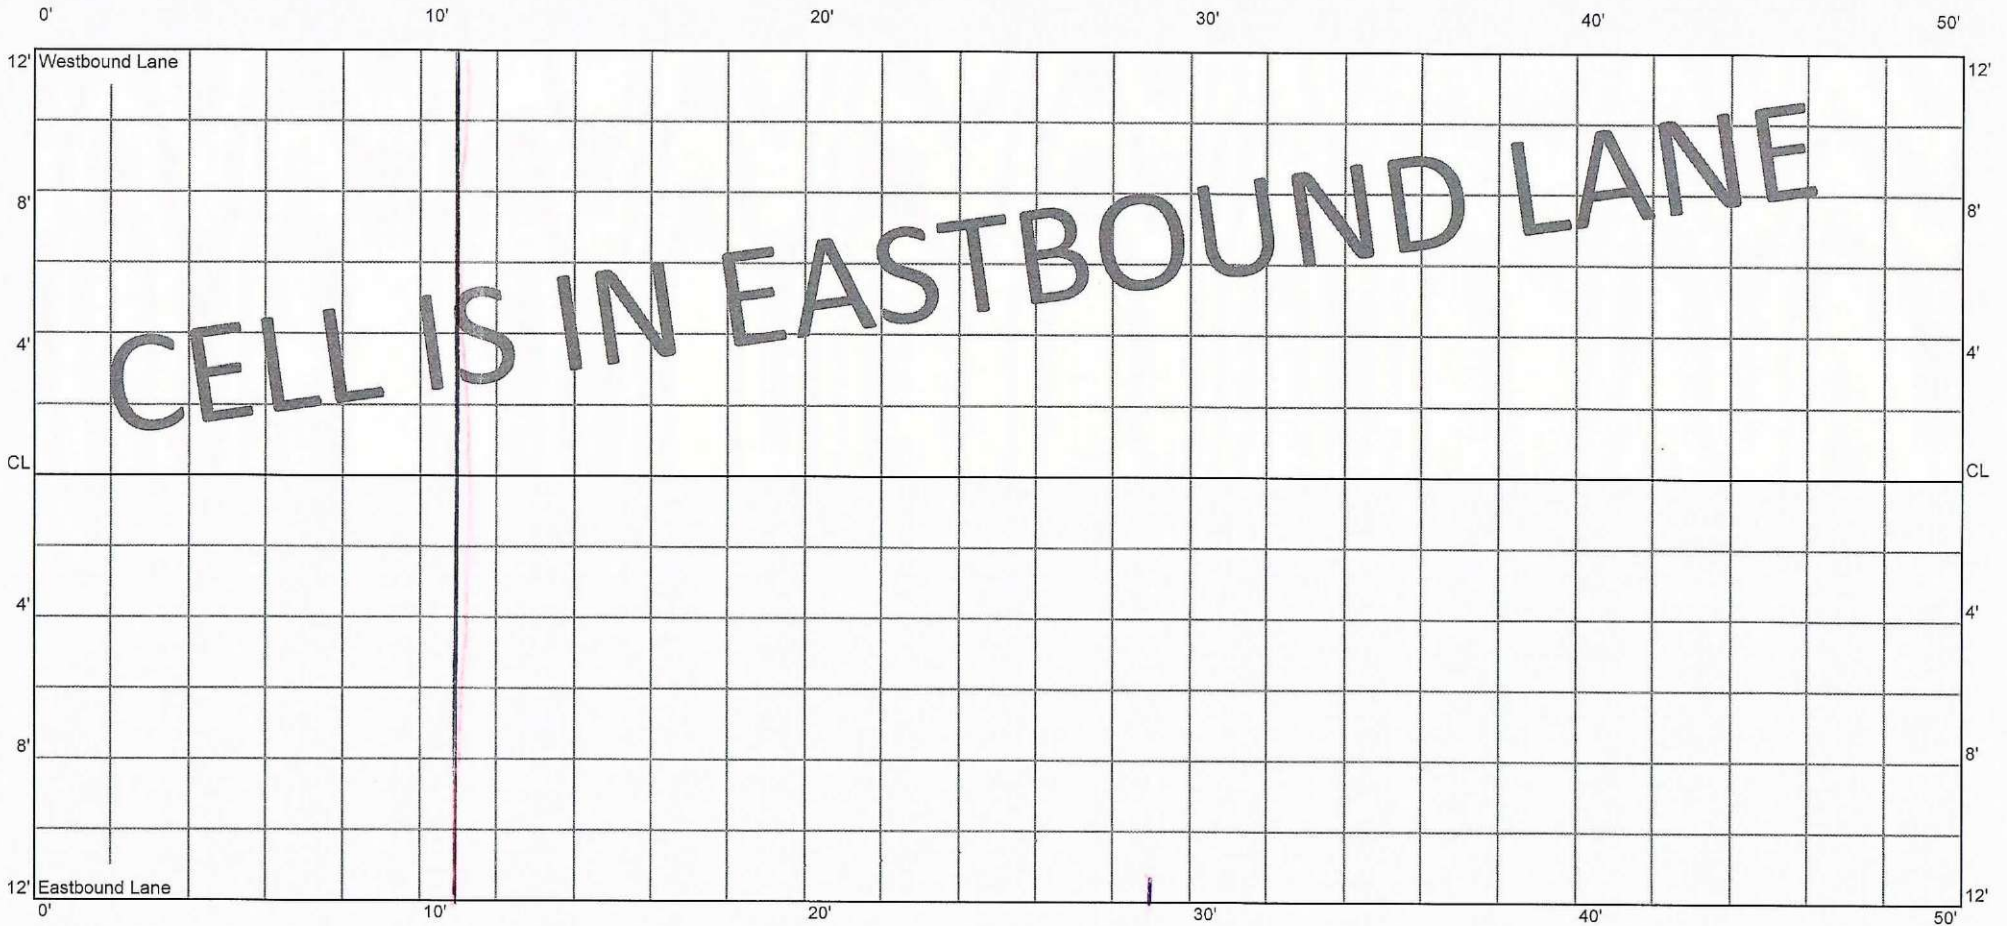 0' 10' 20' 30' 40' 50'
12' Westbound Lane 12'
8' 8'
CELL IS IN EASTBOUND LANE
4' 4'
CL CL
4' 4'
8' 8'
12' Eastbound Lane 12'
0' 10' 20' 30' 40' 50'